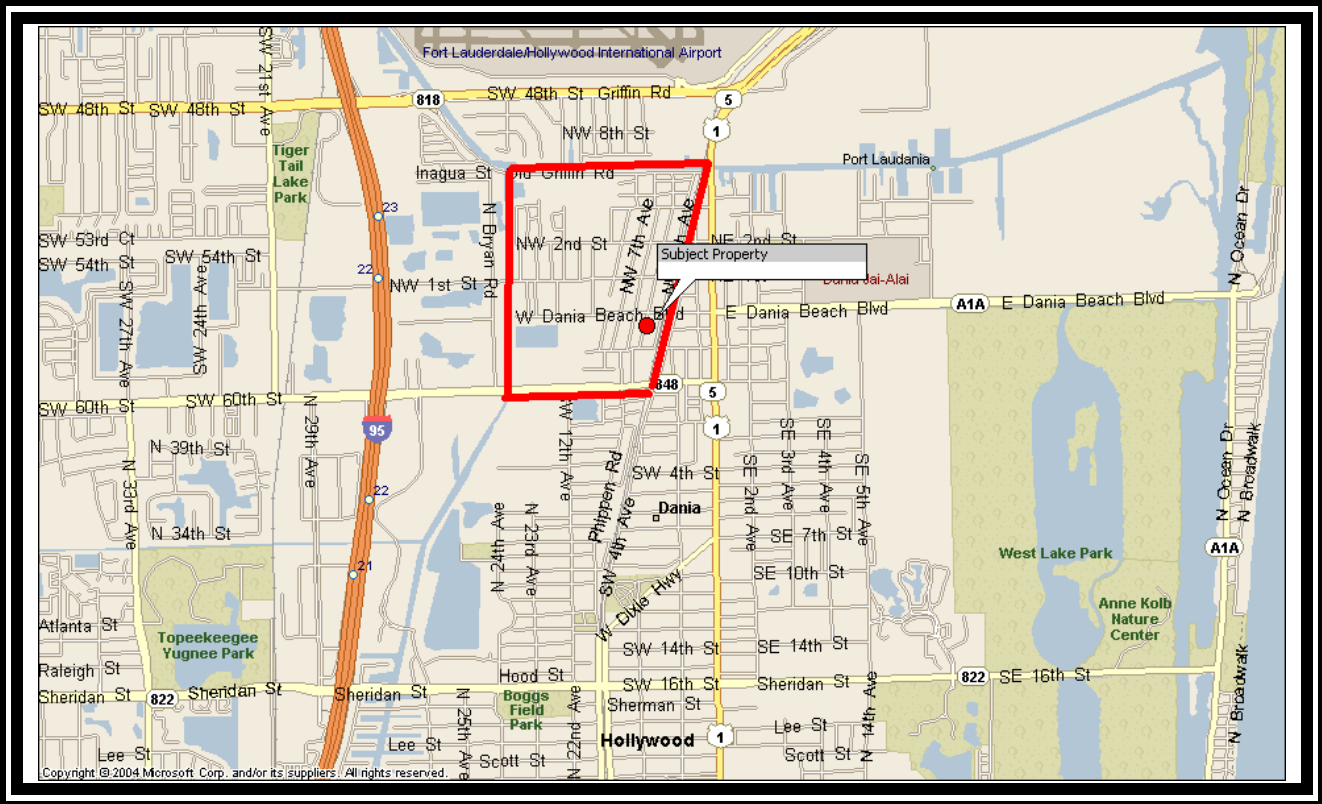 Fort Lauderdale/Hollywood International Airport
SW 21st Ave
SW 48th St
SW 48th St
818
SW 48th St Griffin Rd
5
NW 8th St
1
Tiger
Tail
Lake
Park
Inagua St
Old Griffin Rd
Port Laudania
23
N Bryan Rd
NW 7th Ave
N Ocean Dr
SW 53rd Ct
SW 54th St
SW 54th St
NW 2nd St
NE 2nd St
Subject Property
22
NW 1st St
Dania Jai-Alai
SW 27th Ave
SW 24th Ave
W Dania Beach Blvd
E Dania Beach Blvd
A1A
E Dania Beach Blvd
848
5
SW 60th St
SW 60th St
95
1
N 29th Ave
SW 12th Ave
N 39th St
N 33rd Ave
SE 3rd Ave
SE 4th Ave
SE 5th Ave
SE 2nd Ave
SW 4th St
Phippen Rd
SW 4th Ave
N Ocean Dr
N Broadwalk
22
Dania
N 24th Ave
N 23rd Ave
N 34th St
SE 7th St
A1A
West Lake Park
21
SE 10th St
W Dixie Hwy
Anne Kolb
Nature
Center
Atlanta St
Topeekeegee
Yugnee Park
SW 14th St
SE 14th St
Raleigh St
Hood St
822
SE 16th St
Sheridan St
822
Sheridan St
Sheridan St
SW 16th St
Sheridan St
N 14th Ave
N Broadwalk
Boggs
Field
Park
N 25th Ave
N 22nd Ave
Sherman St
Lee St
Hollywood
1
Lee St
Lee St
Scott St
Scott St
Copyright © 2004 Microsoft Corp. and/or its suppliers. All rights reserved.